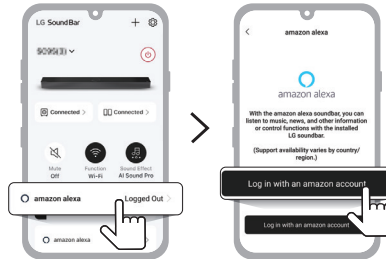 LG Sound Bar
Connected >
Connected >
Mute
Off
Function
Wi-Fi
Sound Effect
AI Sound Pro
amazon alexa
Logged Out >
amazon alexa
amazon alexa
amazon alexa
With the amazon alexa soundbar, you can
listen to music, news, and other information
or control functions with the installed
LG soundbar.
(Support availability varies by country/
region.)
Log in with an amazon account
Log in with an amazon account